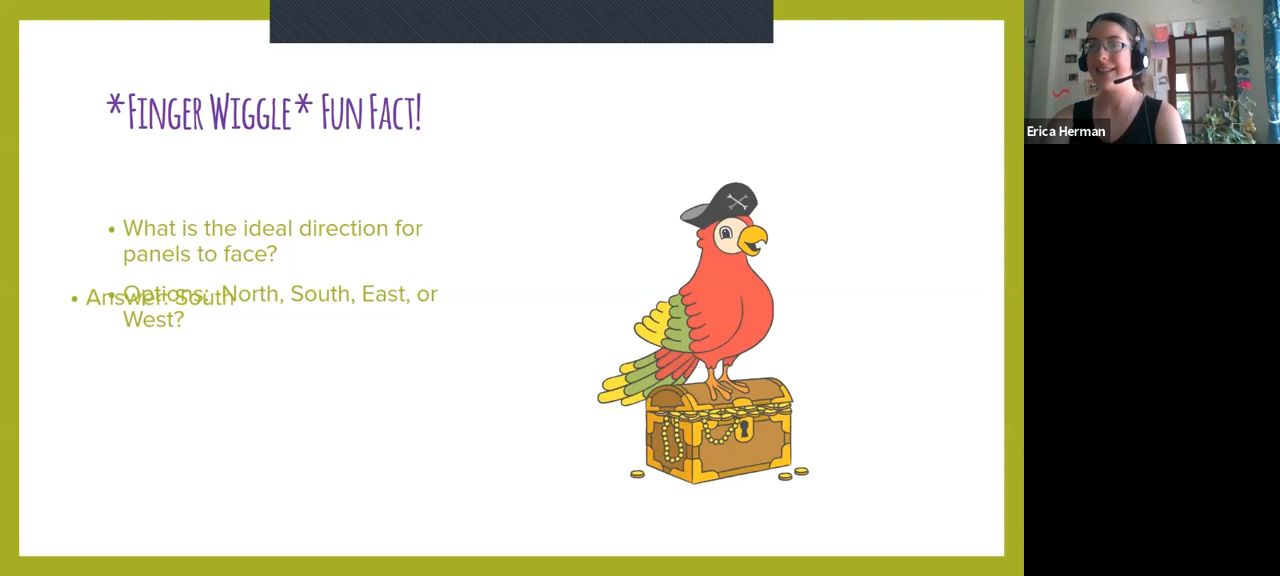 *Finger Wiggle* Fun Fact!
• What is the ideal direction for
panels to face?
• Options: North, South, East, or
West?
• Answer: South
Erica Herman